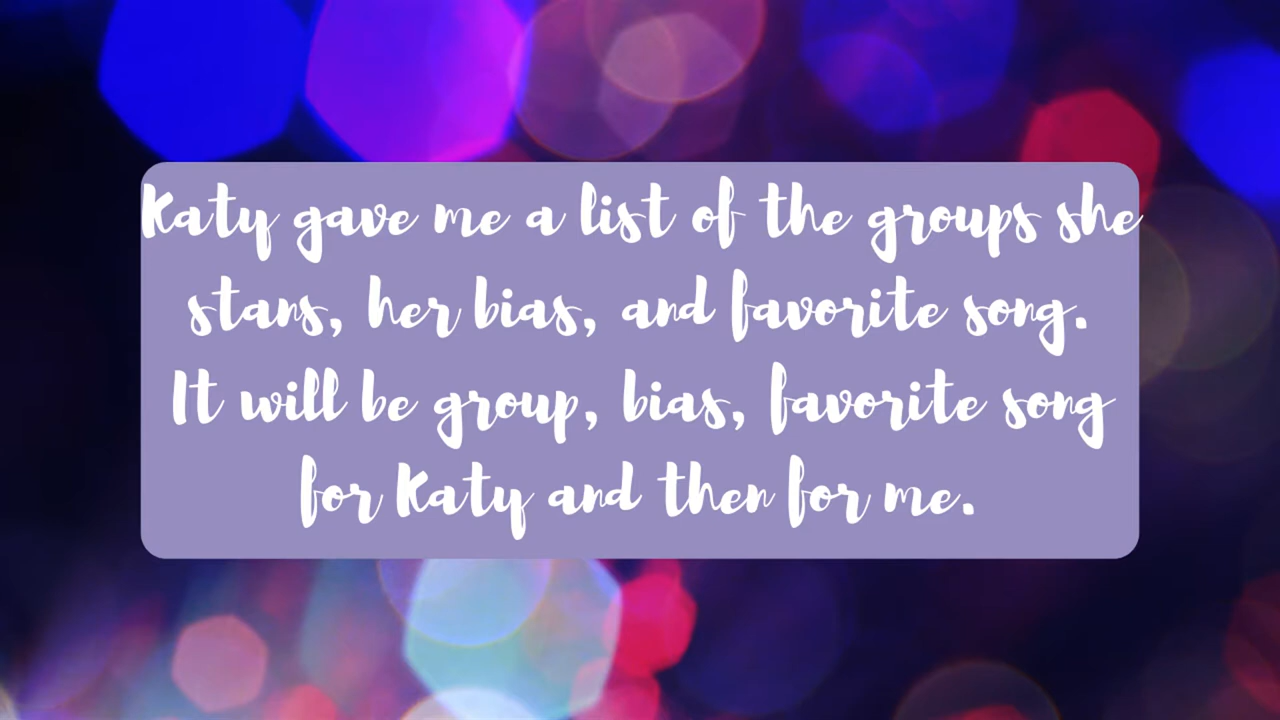 Katy gave me a list of the groups she
stans, her bias, and favorite song.
It will be group, bias, favorite song
for Katy and then for me.